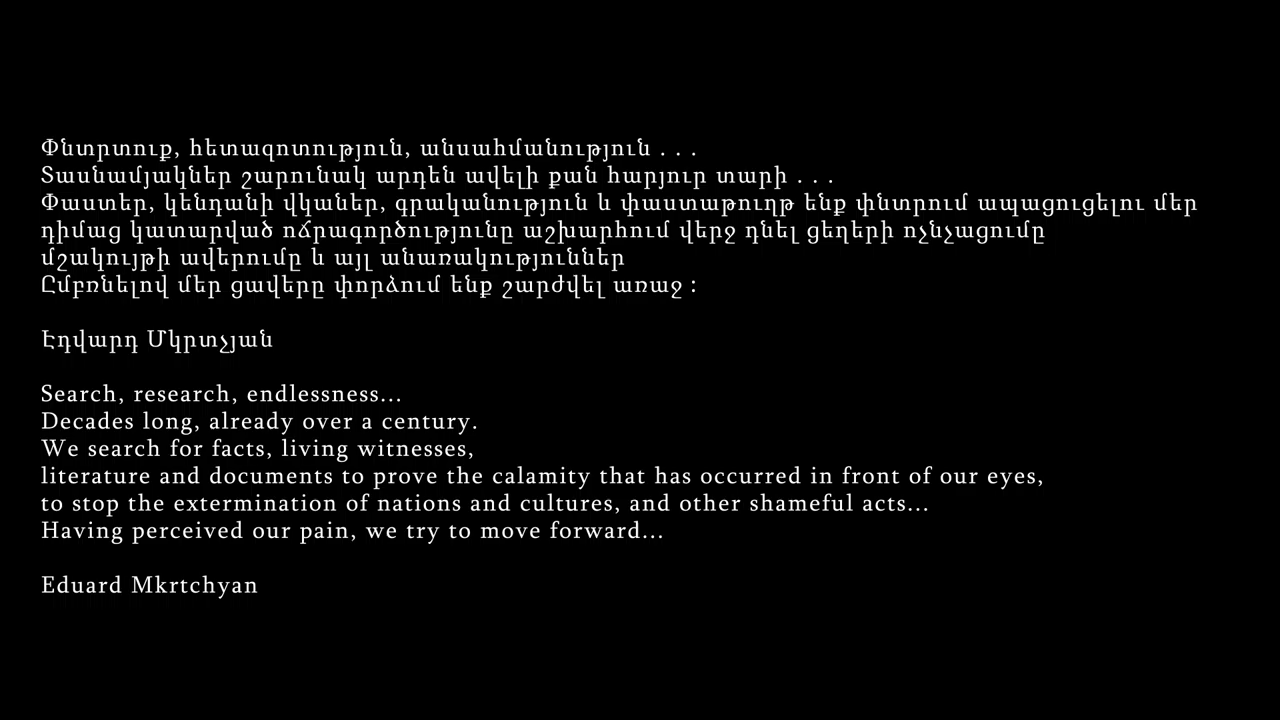 Փնտրտուք, հետազոտություն, անսահմանություն . . .
Տասնամյակներ շարունակ արդեն ավելի քան հարյուր տարի . . .
Փաստեր, կենդանի վկաներ, գրականություն և փաստաթուղթ ենք փնտրում ապացուցելու մեր
դիմաց կատարված ոճրագործությունը աշխարհում վերջ դնել ցեղերի ոչնչացումը
մշակույթի ավերումը և այլ անառակություններ
Ըմբռնելով մեր ցավերը փորձում ենք շարժվել առաջ :
Էդվարդ Մկրտչյան
Search, research, endlessness...
Decades long, already over a century.
We search for facts, living witnesses,
literature and documents to prove the calamity that has occurred in front of our eyes,
to stop the extermination of nations and cultures, and other shameful acts...
Having perceived our pain, we try to move forward...
Eduard Mkrtchyan